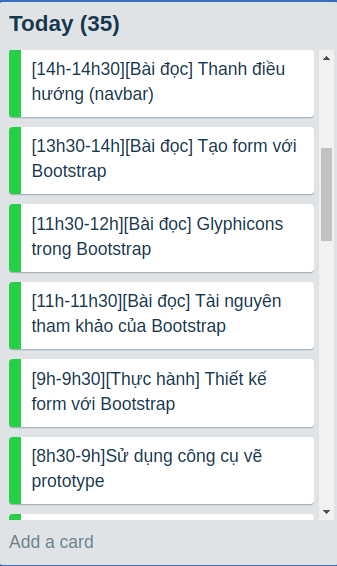 Today (35)
[14h-14h30][Bài đọc] Thanh điều
hướng (navbar)
[13h30-14h][Bài đọc] Tạo form với
Bootstrap
[11h30-12h][Bài đọc] Glyphicons
trong Bootstrap
[11h-11h30][Bài đọc] Tài nguyên
tham khảo của Bootstrap
[9h-9h30][Thực hành] Thiết kế
form với Bootstrap
[8h30-9h]Sử dụng công cụ vẽ
prototype
Add a card